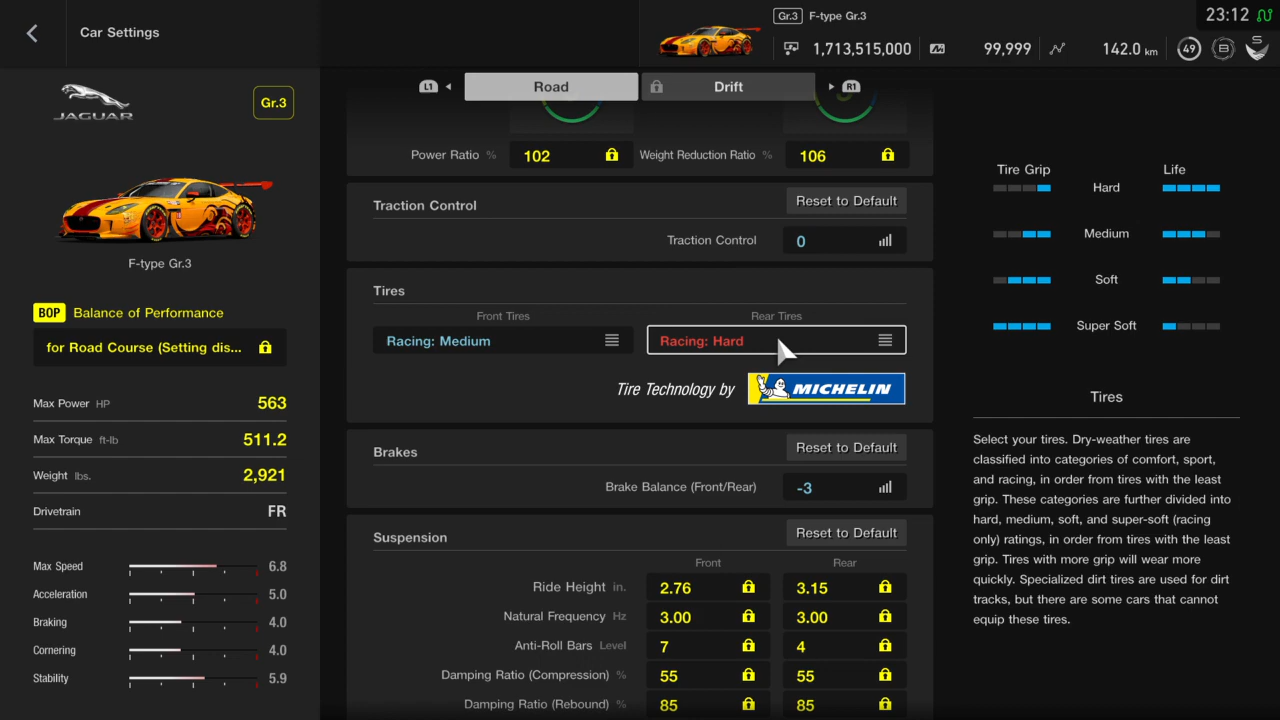 Car Settings
Gr.3 F-type Gr.3
1,713,515,000
99,999
142.0 km
49
B
S
23:12
JAGUAR
Gr.3
F-type Gr.3
BOP Balance of Performance
for Road Course (Setting dis...
Max Power HP 563
Max Torque ft-lb 511.2
Weight lbs. 2,921
Drivetrain FR
Max Speed 6.8
Acceleration 5.0
Braking 4.0
Cornering 4.0
Stability 5.9
L1 Road Drift R1
Power Ratio % 102 Weight Reduction Ratio % 106
Traction Control Reset to Default
Traction Control 0
Tires
Front Tires Rear Tires
Racing: Medium Racing: Hard
Tire Technology by MICHELIN
Brakes Reset to Default
Brake Balance (Front/Rear) -3
Suspension Reset to Default
Front Rear
Ride Height in. 2.76 3.15
Natural Frequency Hz 3.00 3.00
Anti-Roll Bars Level 7 4
Damping Ratio (Compression) % 55 55
Damping Ratio (Rebound) % 85 85
Tire Grip Life
Hard
Medium
Soft
Super Soft
Tires
Select your tires. Dry-weather tires are
classified into categories of comfort, sport,
and racing, in order from tires with the least
grip. These categories are further divided into
hard, medium, soft, and super-soft (racing
only) ratings, in order from tires with the least
grip. Tires with more grip will wear more
quickly. Specialized dirt tires are used for dirt
tracks, but there are some cars that cannot
equip these tires.